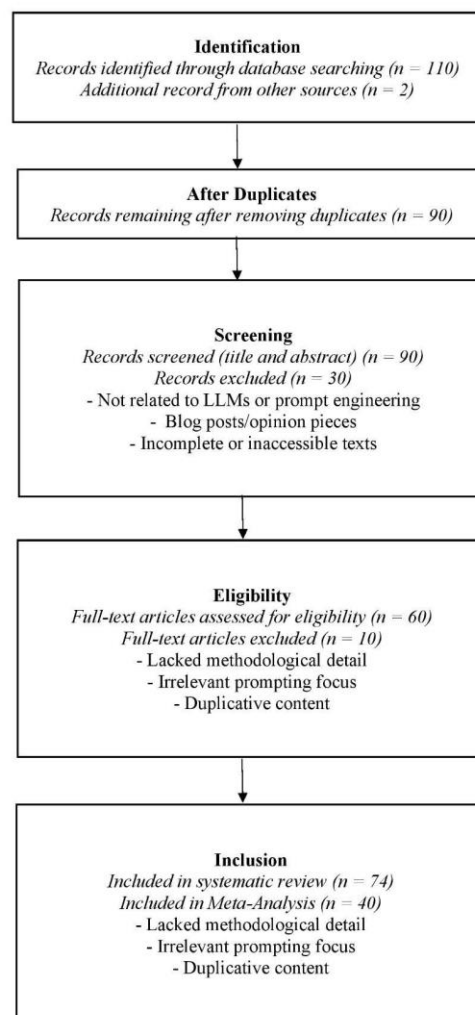 Identification
Records identified through database searching (n = 110)
Additional record from other sources (n = 2)
After Duplicates
Records remaining after removing duplicates (n = 90)
Screening
Records screened (title and abstract) (n = 90)
Records excluded (n = 30)
- Not related to LLMs or prompt engineering
- Blog posts/opinion pieces
- Incomplete or inaccessible texts
Eligibility
Full-text articles assessed for eligibility (n = 60)
Full-text articles excluded (n = 10)
- Lacked methodological detail
- Irrelevant prompting focus
- Duplicative content
Inclusion
Included in systematic review (n = 74)
Included in Meta-Analysis (n = 40)
- Lacked methodological detail
- Irrelevant prompting focus
- Duplicative content